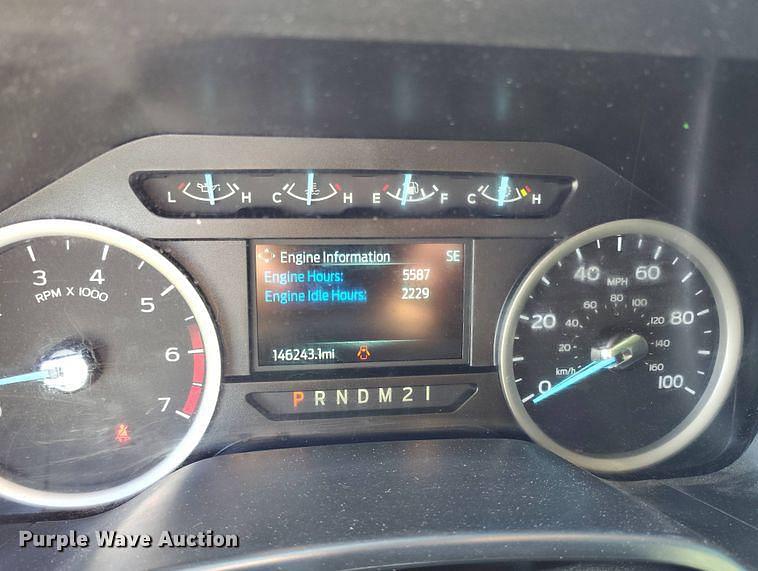 L H C H E F C H
Engine Information SE
Engine Hours: 5587
Engine Idle Hours: 2229
146243.1mi
3 4 5 6 7
RPM X 1000
0 20 40 60 80 100
MPH
20 40 60 80 100 120 140 160
km/h
P R N D M 2 1
Purple Wave Auction